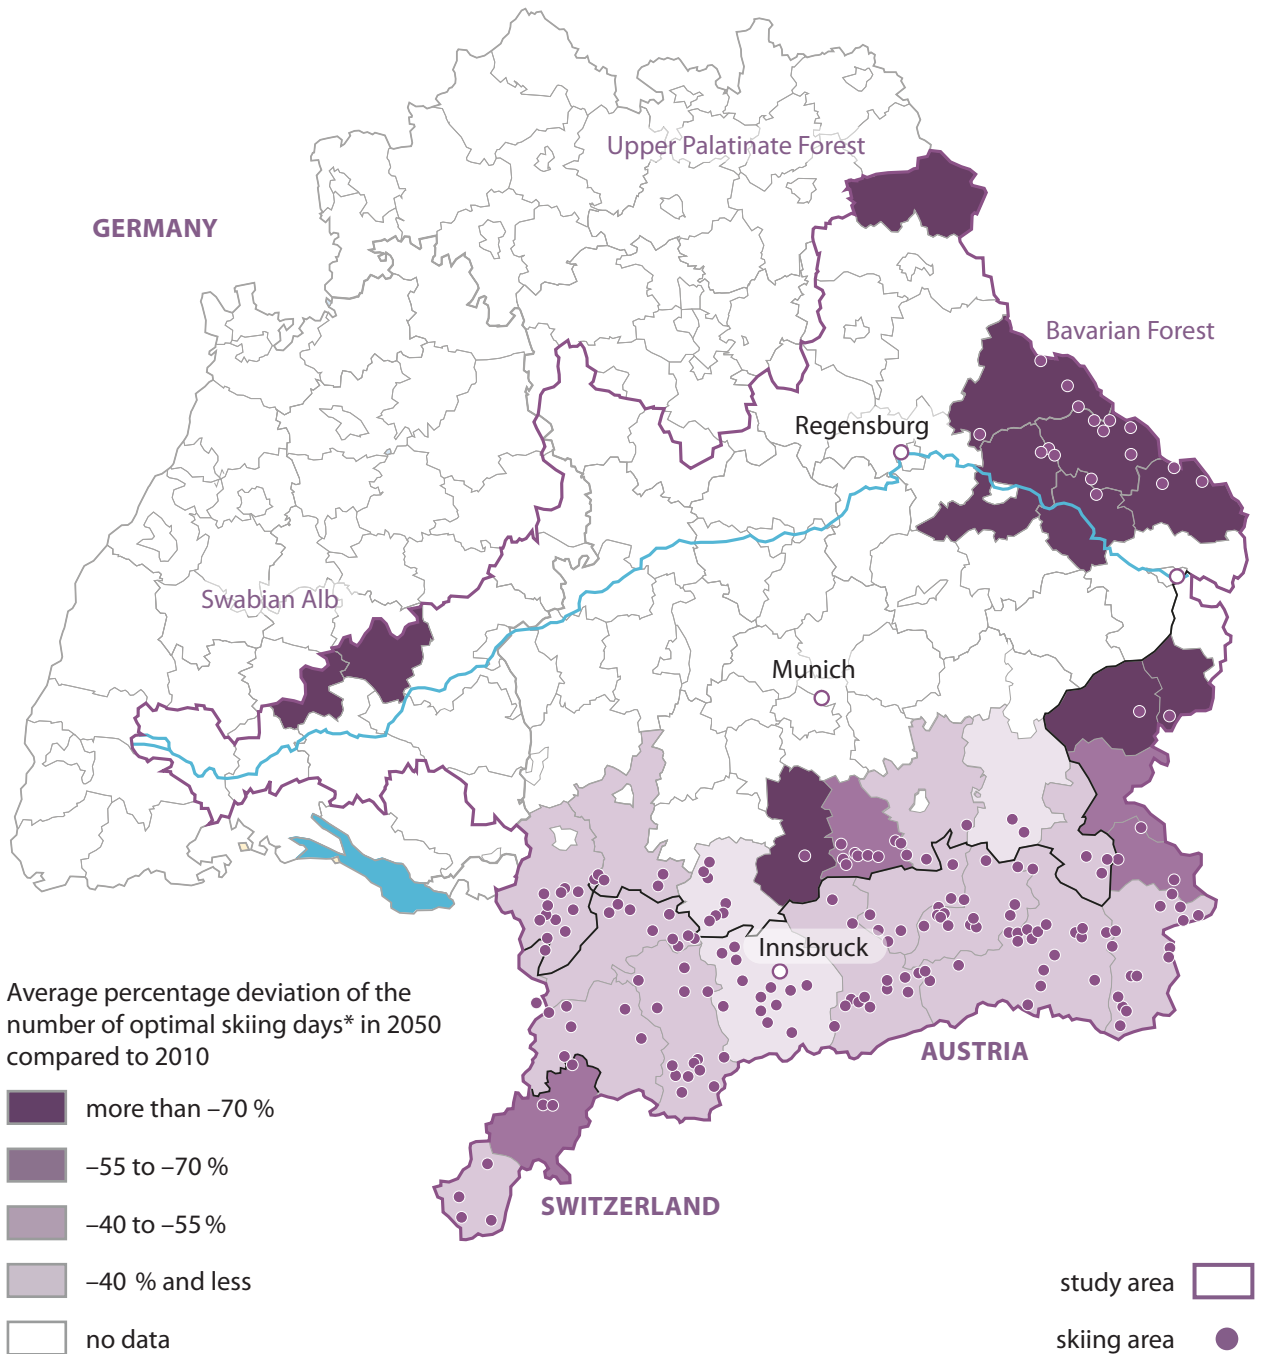 Upper Palatinate Forest
GERMANY
Bavarian Forest
Regensburg
Swabian Alb
Munich
Innsbruck
AUSTRIA
SWITZERLAND
Average percentage deviation of the
number of optimal skiing days* in 2050
compared to 2010
more than –70 %
–55 to –70 %
–40 to –55 %
–40 % and less
no data
study area
skiing area